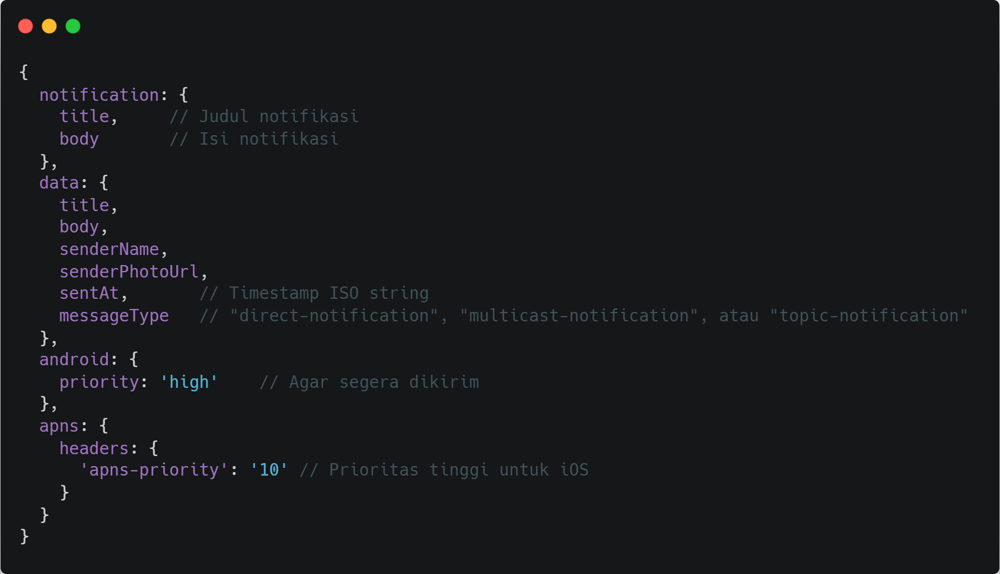 {
  notification: {
    title,     // Judul notifikasi
    body       // Isi notifikasi
  },
  data: {
    title,
    body,
    senderName,
    senderPhotoUrl,
    sentAt,       // Timestamp ISO string
    messageType   // "direct-notification", "multicast-notification", atau "topic-notification"
  },
  android: {
    priority: 'high'    // Agar segera dikirim
  },
  apns: {
    headers: {
      'apns-priority': '10' // Prioritas tinggi untuk iOS
    }
  }
}